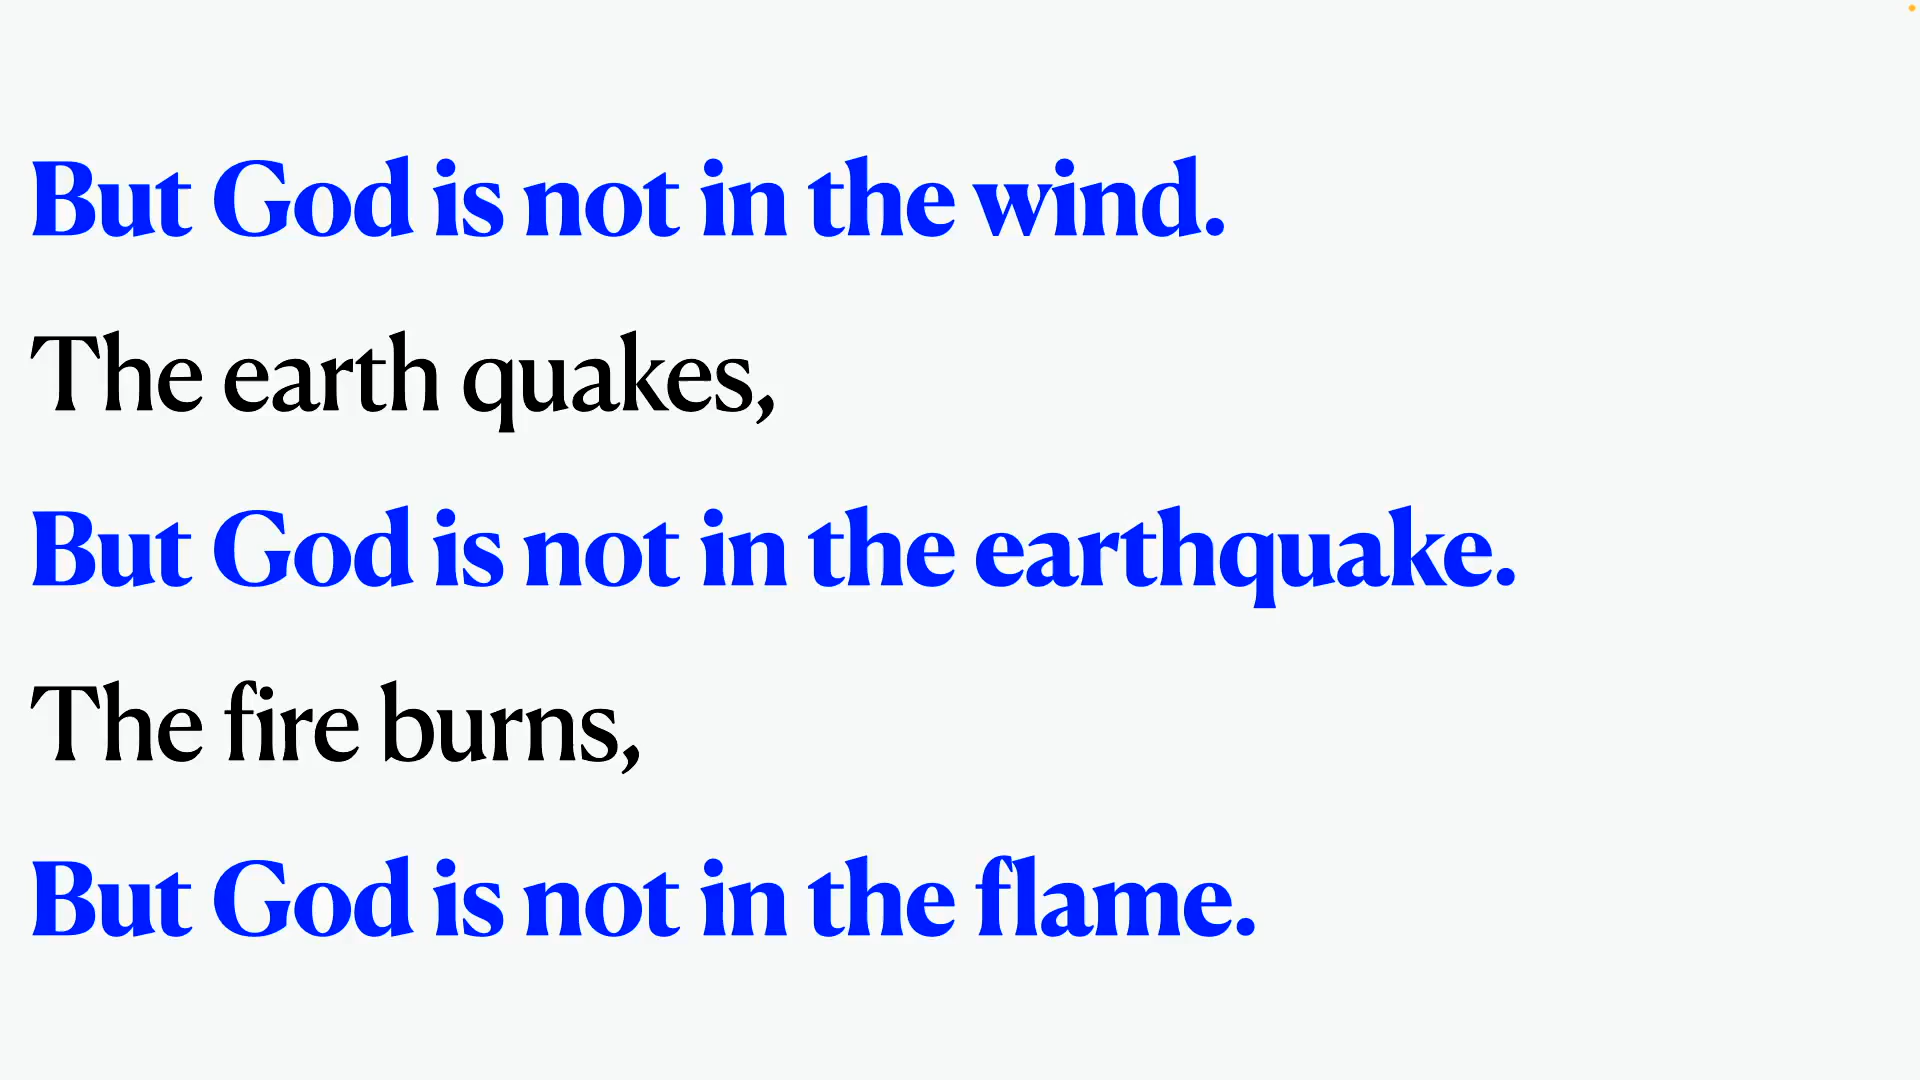 But God is not in the wind.
The earth quakes,
But God is not in the earthquake.
The fire burns,
But God is not in the flame.